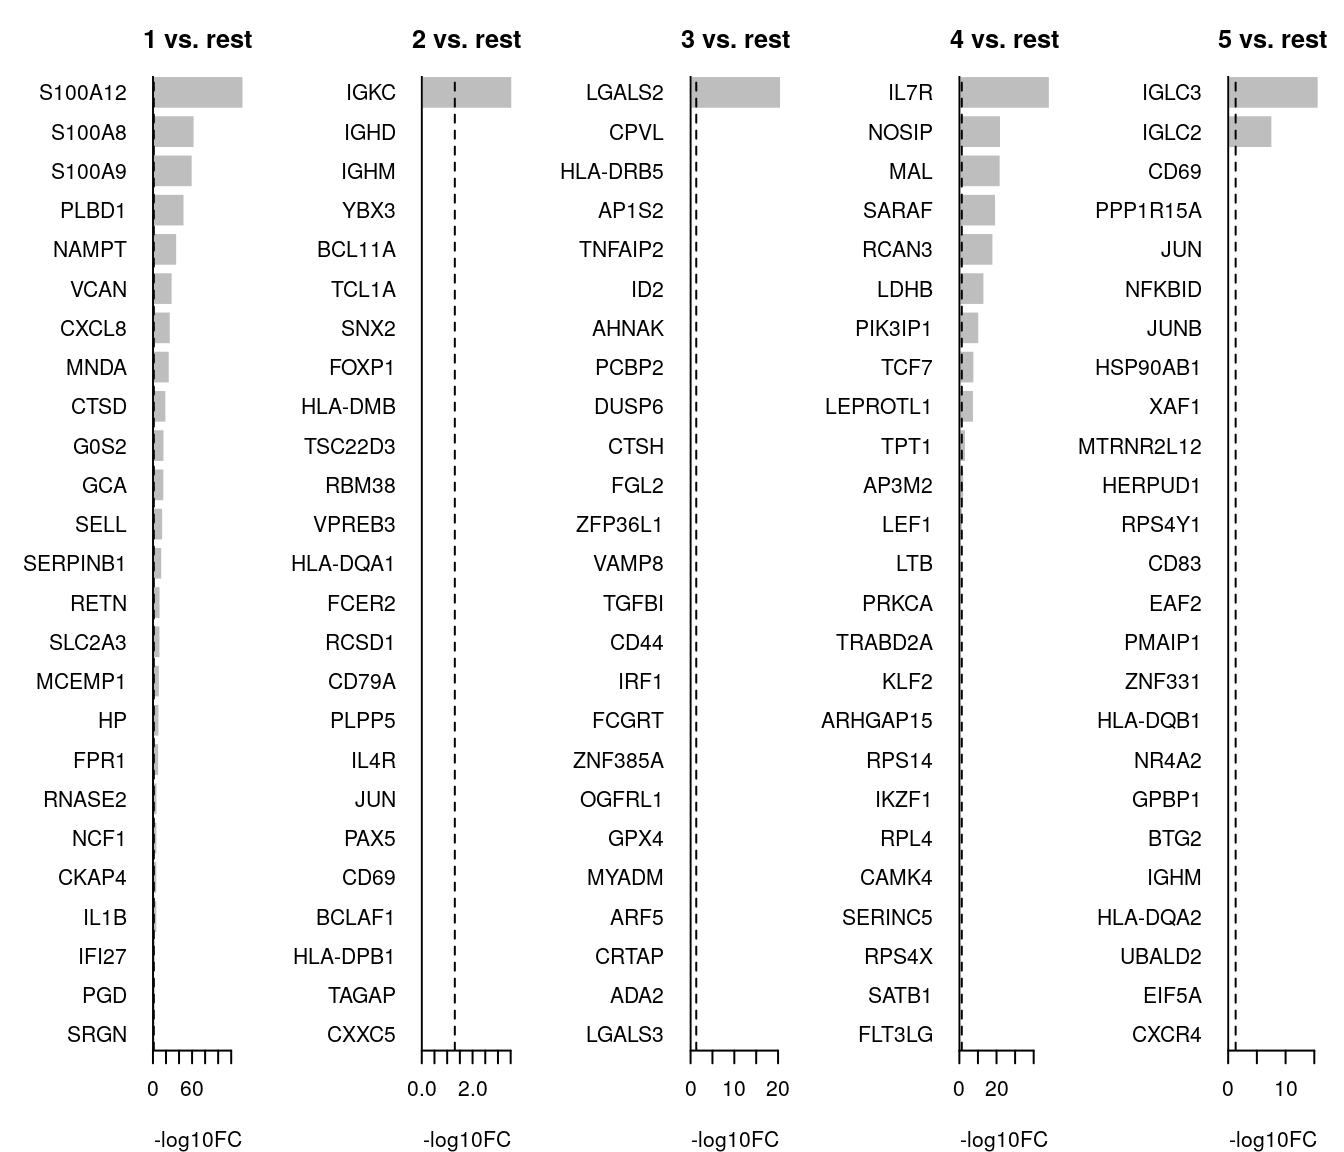 1 vs. rest
S100A12
S100A8
S100A9
PLBD1
NAMPT
VCAN
CXCL8
MNDA
CTSD
G0S2
GCA
SELL
SERPINB1
RETN
SLC2A3
MCEMP1
HP
FPR1
RNASE2
NCF1
CKAP4
IL1B
IFI27
PGD
SRGN
0 60
-log10FC
2 vs. rest
IGKC
IGHD
IGHM
YBX3
BCL11A
TCL1A
SNX2
FOXP1
HLA-DMB
TSC22D3
RBM38
VPREB3
HLA-DQA1
FCER2
RCSD1
CD79A
PLPP5
IL4R
JUN
PAX5
CD69
BCLAF1
HLA-DPB1
TAGAP
CXXC5
0.0 2.0
-log10FC
3 vs. rest
LGALS2
CPVL
HLA-DRB5
AP1S2
TNFAIP2
ID2
AHNAK
PCBP2
DUSP6
CTSH
FGL2
ZFP36L1
VAMP8
TGFBI
CD44
IRF1
FCGRT
ZNF385A
OGFRL1
GPX4
MYADM
ARF5
CRTAP
ADA2
LGALS3
0 10 20
-log10FC
4 vs. rest
IL7R
NOSIP
MAL
SARAF
RCAN3
LDHB
PIK3IP1
TCF7
LEPROTL1
TPT1
AP3M2
LEF1
LTB
PRKCA
TRABD2A
KLF2
ARHGAP15
RPS14
IKZF1
RPL4
CAMK4
SERINC5
RPS4X
SATB1
FLT3LG
0 20
-log10FC
5 vs. rest
IGLC3
IGLC2
CD69
PPP1R15A
JUN
NFKBID
JUNB
HSP90AB1
XAF1
MTRNR2L12
HERPUD1
RPS4Y1
CD83
EAF2
PMAIP1
ZNF331
HLA-DQB1
NR4A2
GPBP1
BTG2
IGHM
HLA-DQA2
UBALD2
EIF5A
CXCR4
0 10
-log10FC